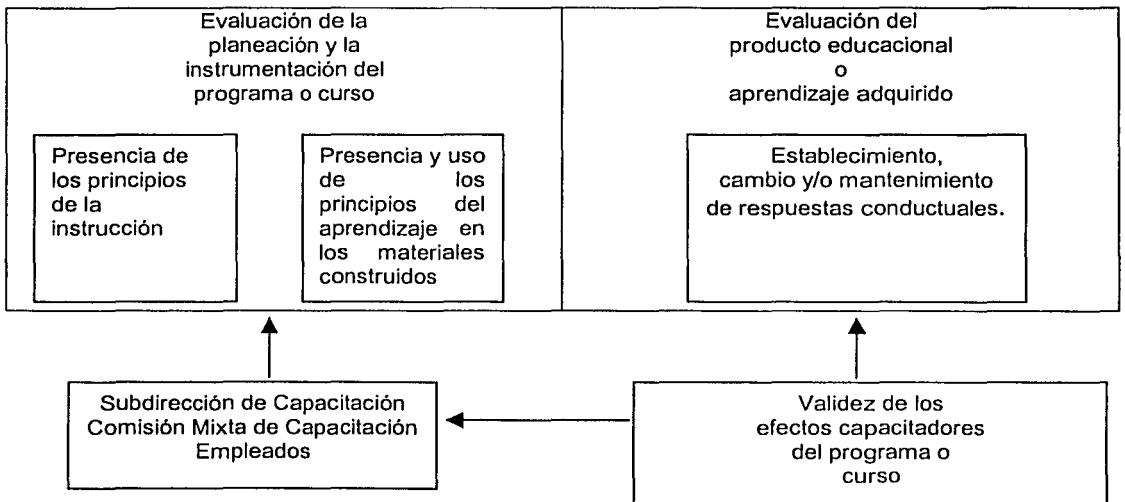 Evaluación de la
planeación y la
instrumentación del
programa o curso
Presencia de
los principios
de la
instrucción
Presencia y uso
de los
principios del
aprendizaje en
los materiales
construidos
Evaluación del
producto educacional
o
aprendizaje adquirido
Establecimiento,
cambio y/o mantenimiento
de respuestas conductuales.
Subdirección de Capacitación
Comisión Mixta de Capacitación
Empleados
Validez de los
efectos capacitadores
del programa o
curso